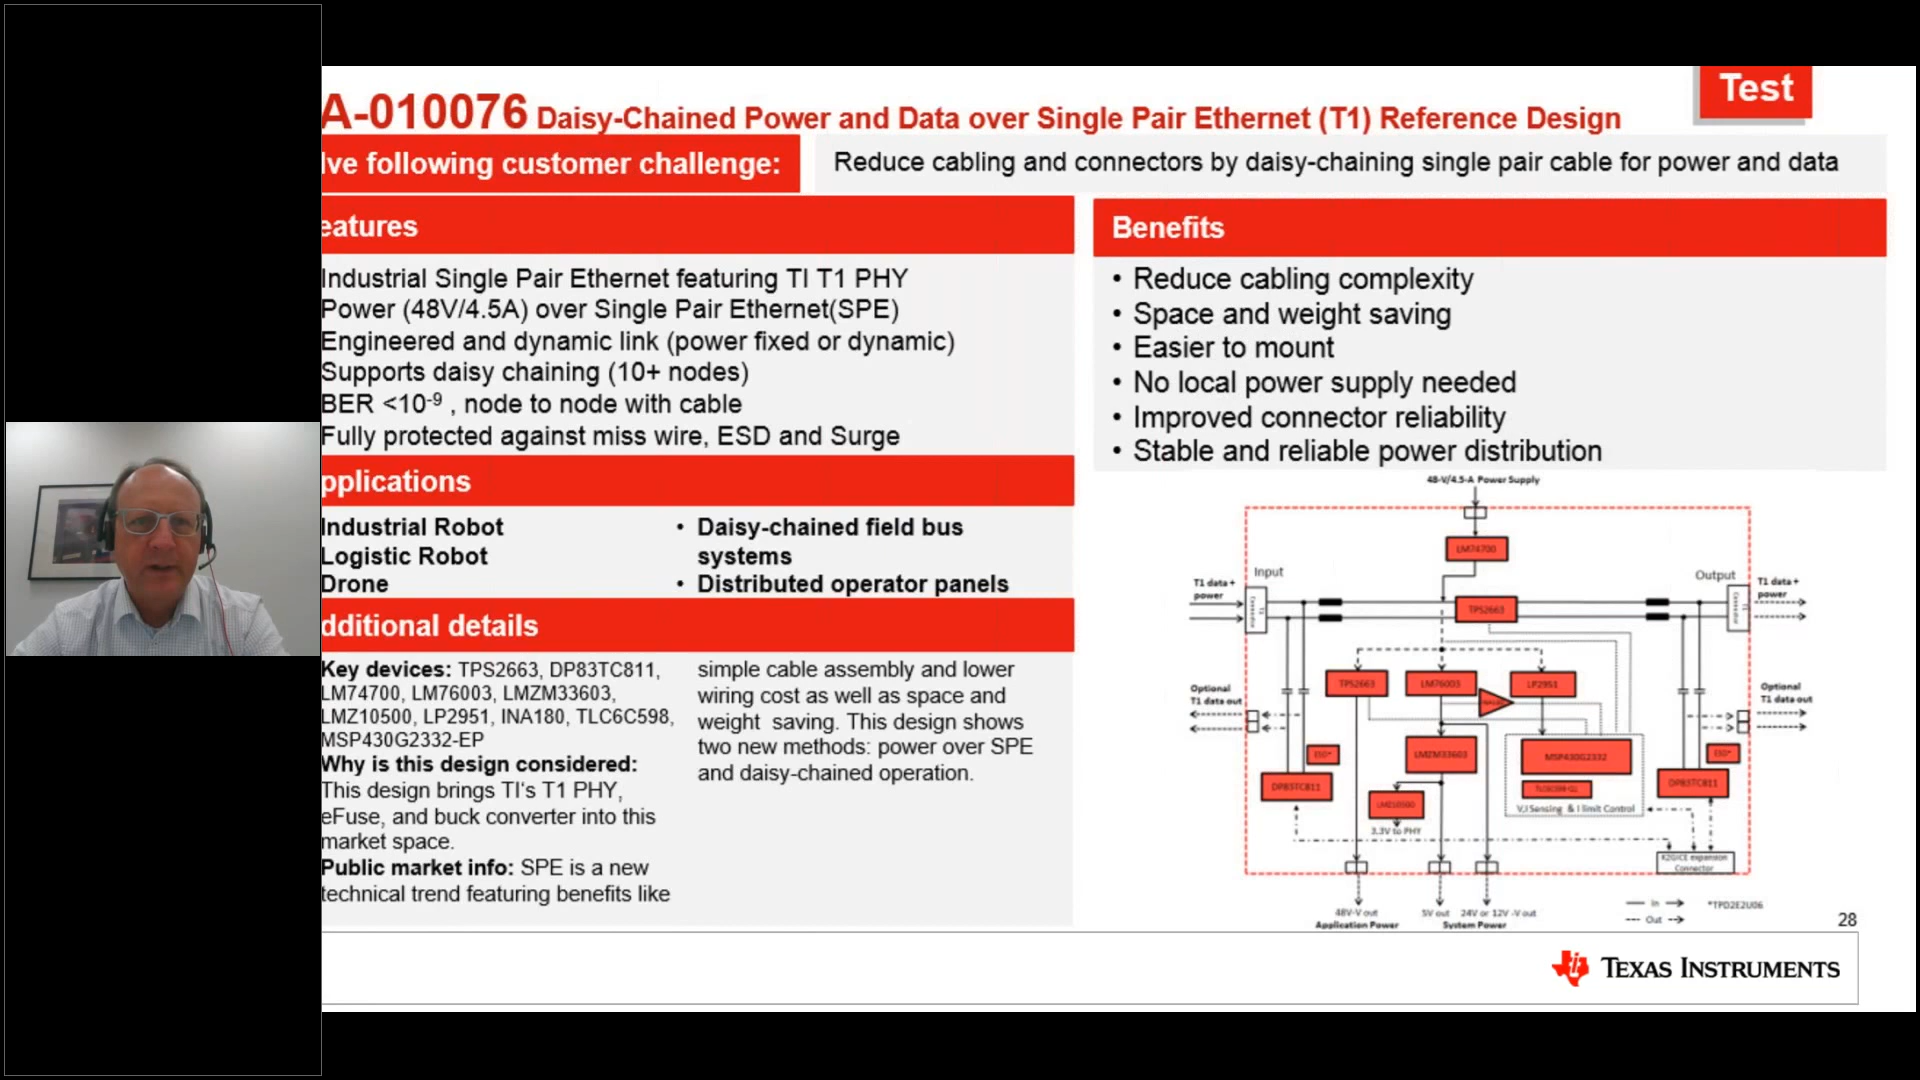 Test
A-010076 Daisy-Chained Power and Data over Single Pair Ethernet (T1) Reference Design
lve following customer challenge:
Reduce cabling and connectors by daisy-chaining single pair cable for power and data
eatures
Industrial Single Pair Ethernet featuring TI T1 PHY
Power (48V/4.5A) over Single Pair Ethernet(SPE)
Engineered and dynamic link (power fixed or dynamic)
Supports daisy chaining (10+ nodes)
BER <10-9 , node to node with cable
Fully protected against miss wire, ESD and Surge
pplications
Industrial Robot
Logistic Robot
Drone
• Daisy-chained field bus
systems
• Distributed operator panels
dditional details
Key devices: TPS2663, DP83TC811,
LM74700, LM76003, LMZM33603,
LMZ10500, LP2951, INA180, TLC6C598,
MSP430G2332-EP
Why is this design considered:
This design brings TI's T1 PHY,
eFuse, and buck converter into this
market space.
Public market info: SPE is a new
technical trend featuring benefits like
simple cable assembly and lower
wiring cost as well as space and
weight saving. This design shows
two new methods: power over SPE
and daisy-chained operation.
Benefits
• Reduce cabling complexity
• Space and weight saving
• Easier to mount
• No local power supply needed
• Improved connector reliability
• Stable and reliable power distribution
48-V/4.5-A Power Supply
LM74700
Input
Output
T1 data +
power
T1 data +
power
TPS2663
TPS2663
LM76003
LP2951
Optional
T1 data out
Optional
T1 data out
LMZM33603
MSP430G2332
ESD*
ESD*
DP83TC811
DP83TC811
LMZ10500
V,I Sensing & I limit Control
3.3V to PHY
K2GICE expansion
Connector
48V-V out
5V out
24V or 12V -V out
Application Power
System Power
In
Out
*TPD2E2U06
28
TEXAS INSTRUMENTS